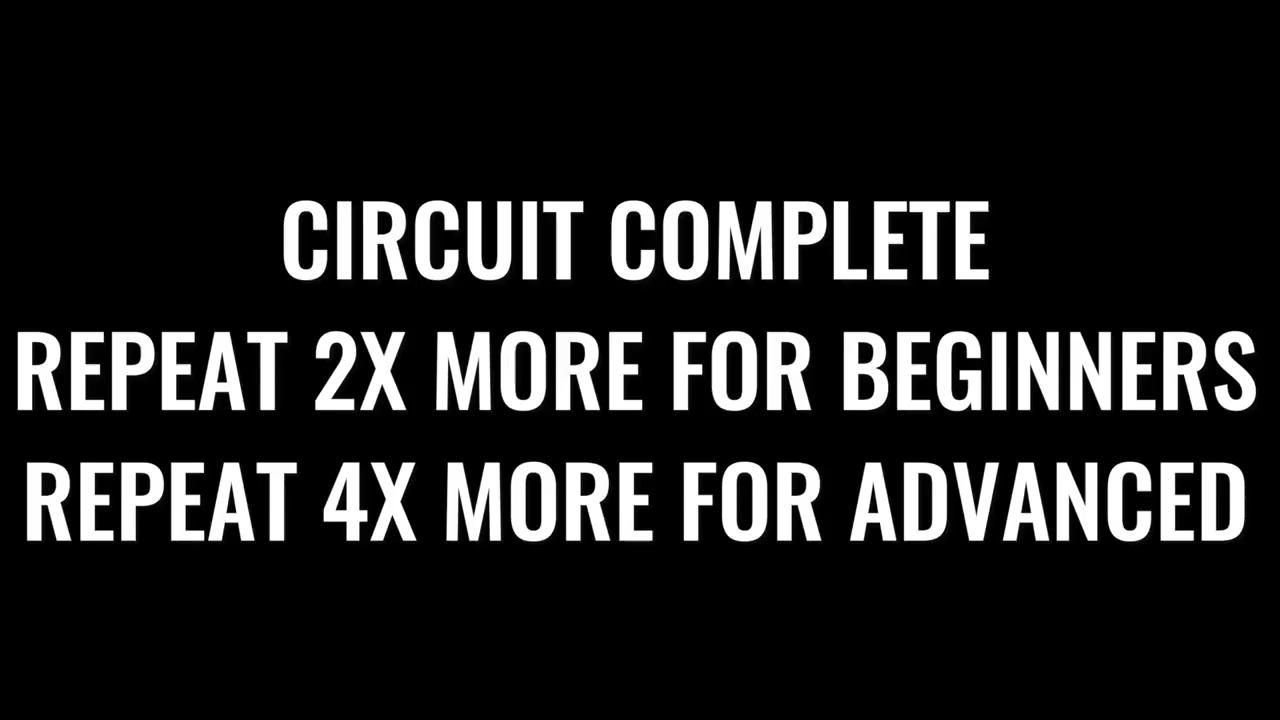 CIRCUIT COMPLETE
REPEAT 2X MORE FOR BEGINNERS
REPEAT 4X MORE FOR ADVANCED